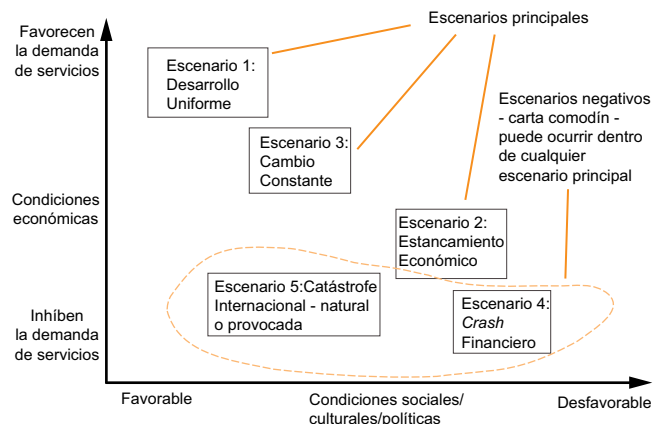 Favorecen
la demanda
de servicios
Escenarios principales
Escenario 1:
Desarrollo
Uniforme
Escenarios negativos
- carta comodín -
puede ocurrir dentro
de cualquier
escenario principal
Escenario 3:
Cambio
Constante
Condiciones
económicas
Escenario 2:
Estancamiento
Económico
Escenario 5:Catástrofe
Internacional - natural
o provocada
Escenario 4:
Crash
Financiero
Inhíben
la demanda
de servicios
Favorable
Condiciones sociales/
culturales/políticas
Desfavorable